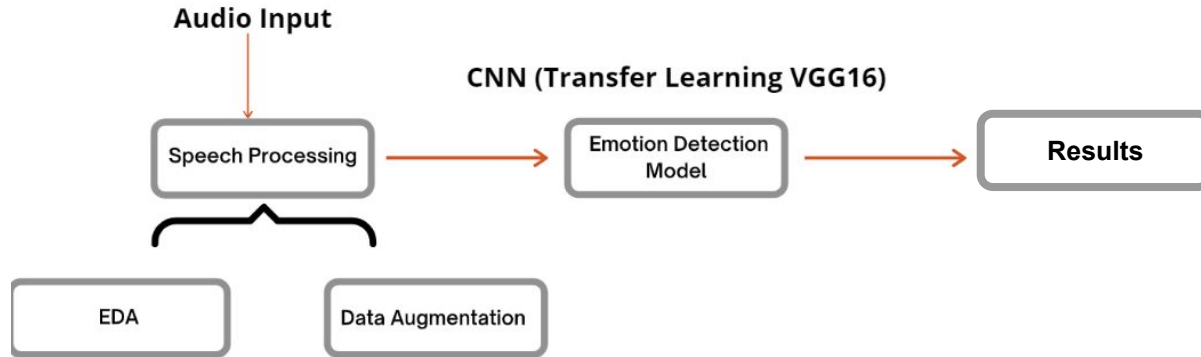 Audio Input
CNN (Transfer Learning VGG16)
Speech Processing
Emotion Detection
Model
Results
EDA
Data Augmentation